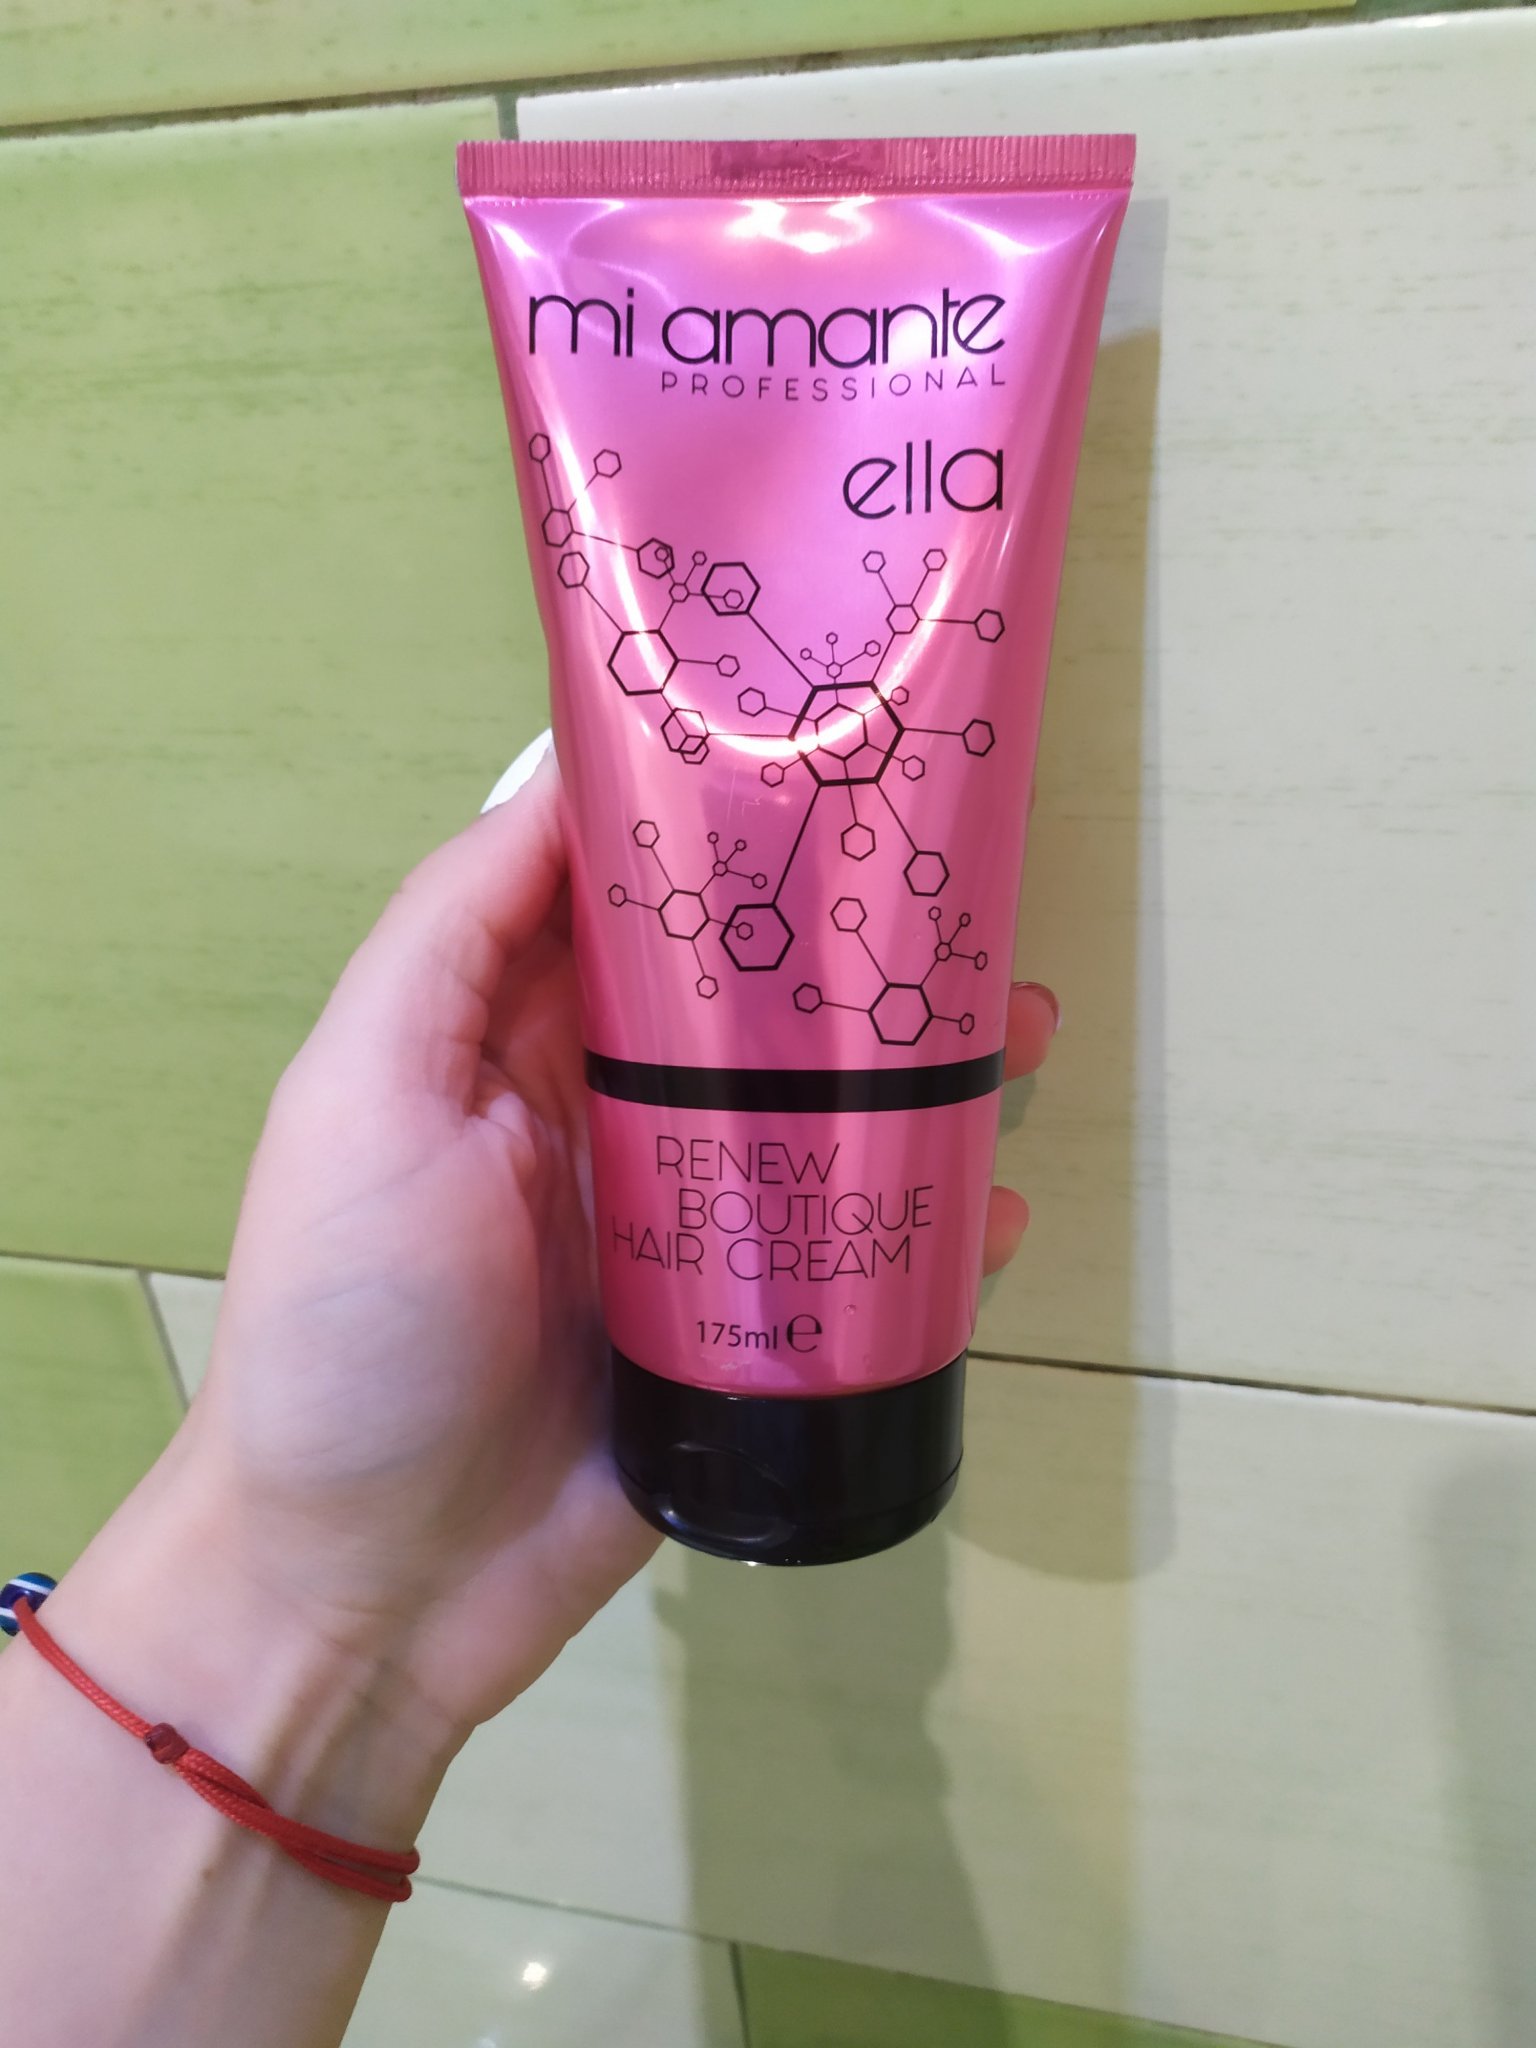 mi amante
PROFESSIONAL
ella
RENEW
BOUTIQUE
HAIR CREAM
175ml ℮